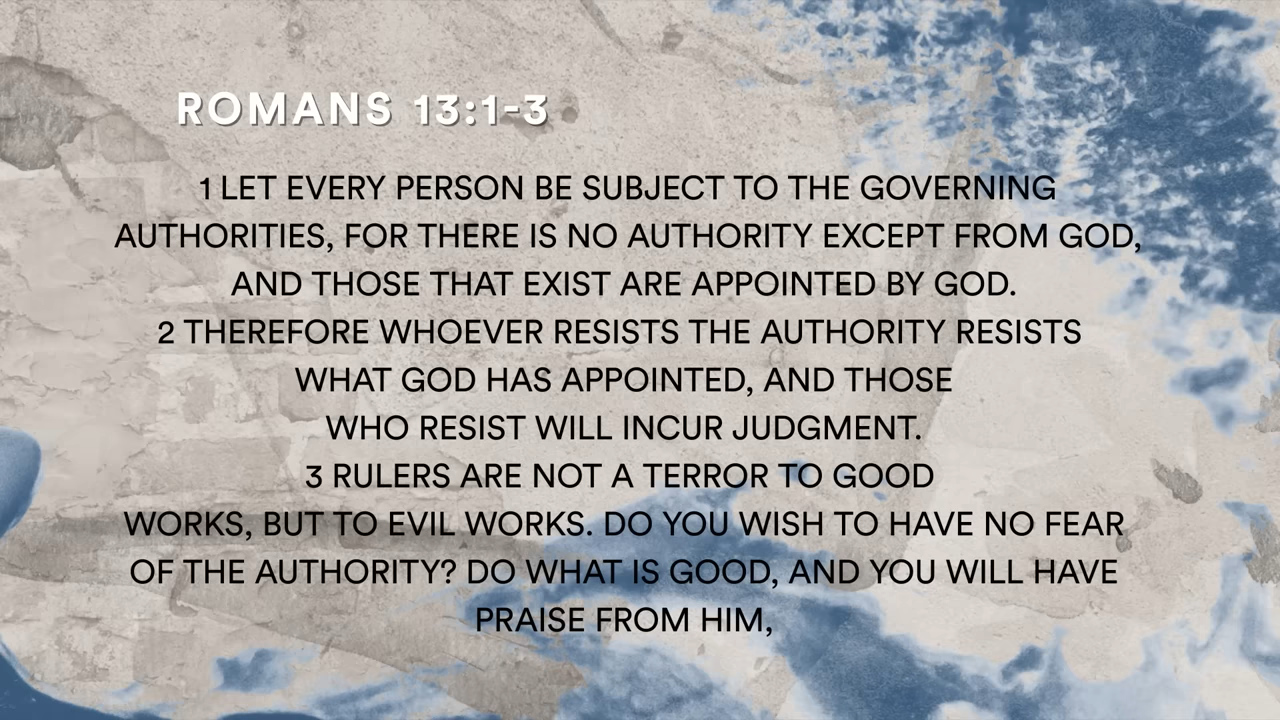 ROMANS 13:1-3
1 LET EVERY PERSON BE SUBJECT TO THE GOVERNING
AUTHORITIES, FOR THERE IS NO AUTHORITY EXCEPT FROM GOD,
AND THOSE THAT EXIST ARE APPOINTED BY GOD.
2 THEREFORE WHOEVER RESISTS THE AUTHORITY RESISTS
WHAT GOD HAS APPOINTED, AND THOSE
WHO RESIST WILL INCUR JUDGMENT.
3 RULERS ARE NOT A TERROR TO GOOD
WORKS, BUT TO EVIL WORKS. DO YOU WISH TO HAVE NO FEAR
OF THE AUTHORITY? DO WHAT IS GOOD, AND YOU WILL HAVE
PRAISE FROM HIM,